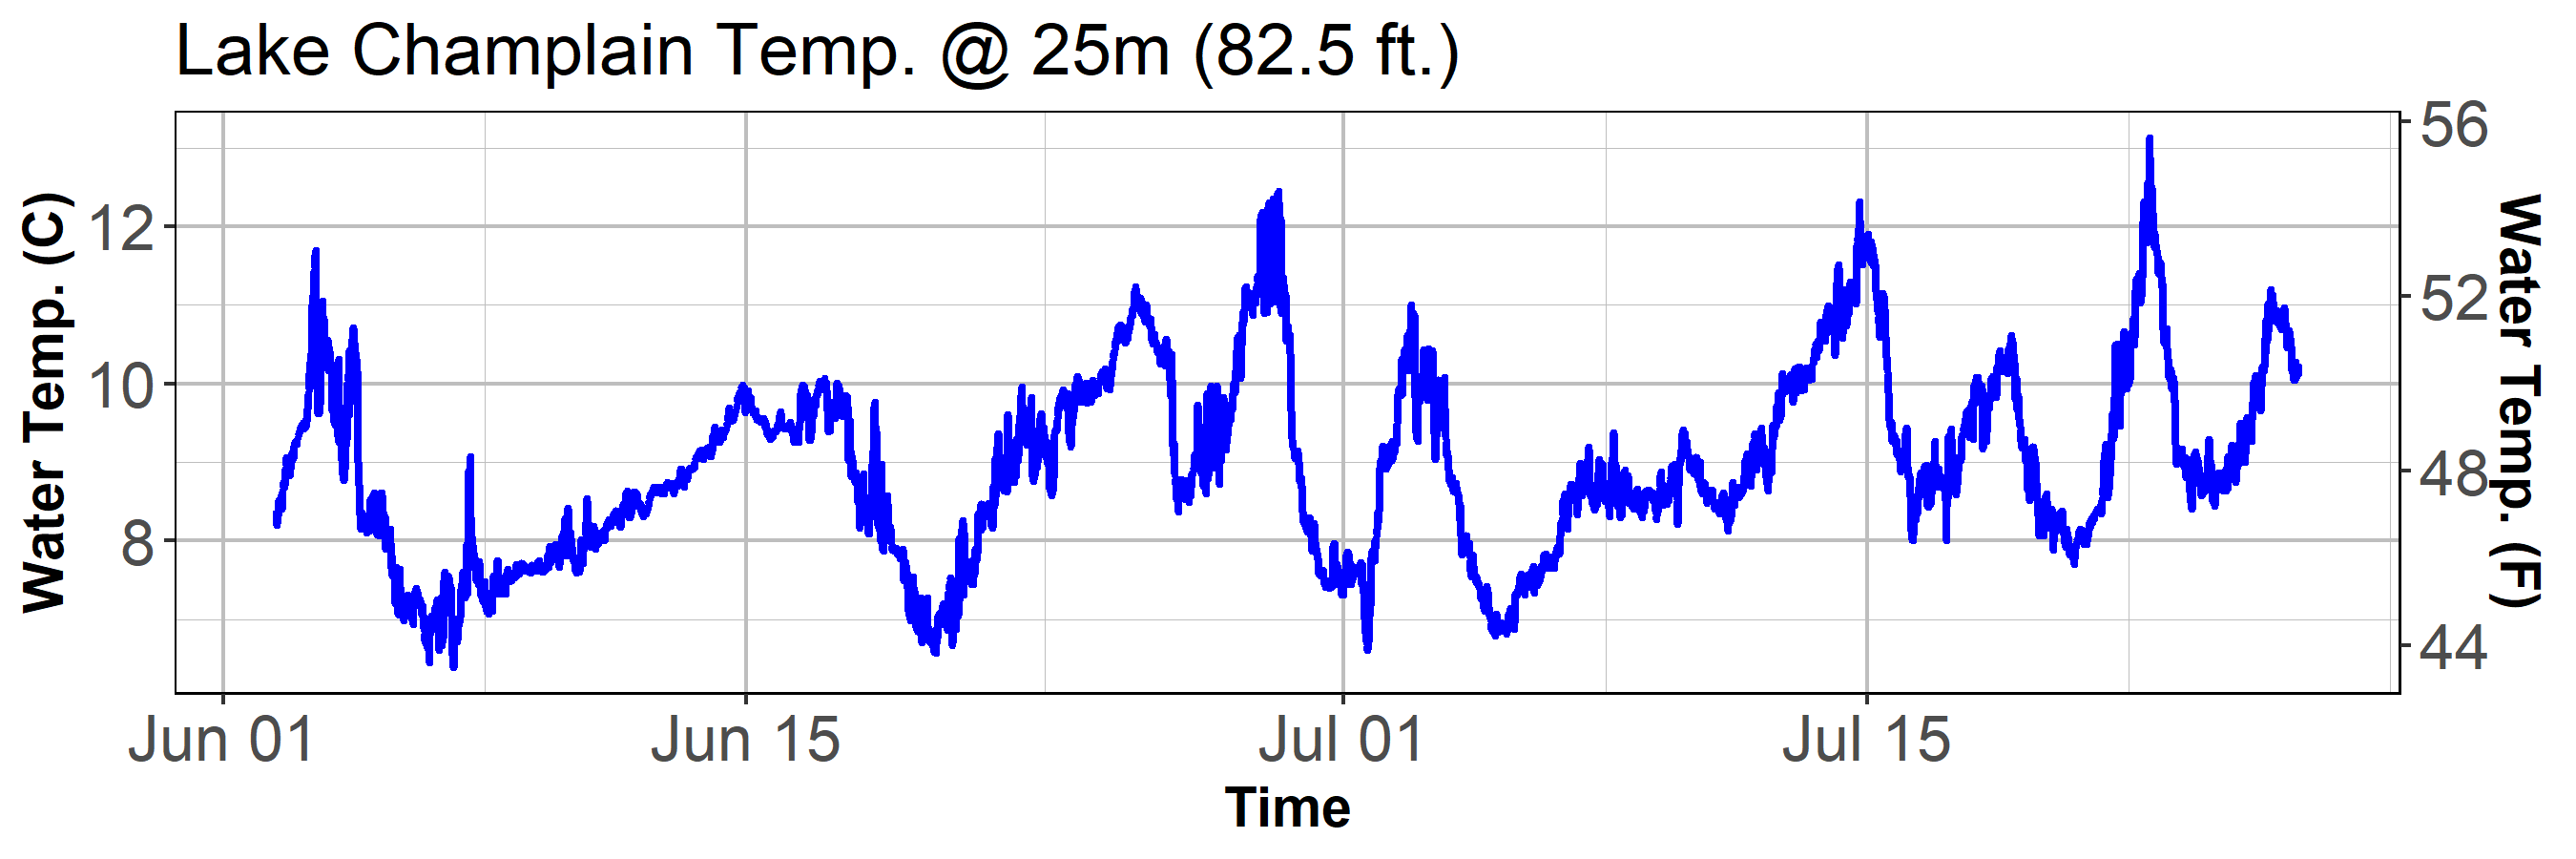 Lake Champlain Temp. @ 25m (82.5 ft.)
Water Temp. (C)
12
10
8
56
52
48
44
Water Temp. (F)
Jun 01 Jun 15 Jul 01 Jul 15
Time